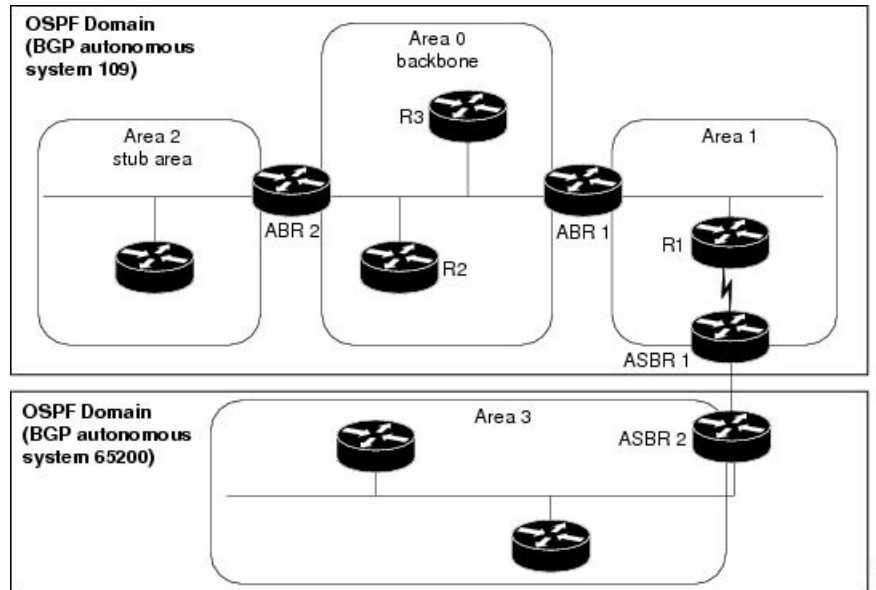 OSPF Domain
(BGP autonomous
system 109)
Area 0
backbone
R3
Area 2
stub area
Area 1
ABR 2
ABR 1
R1
R2
ASBR 1
OSPF Domain
(BGP autonomous
system 65200)
Area 3
ASBR 2